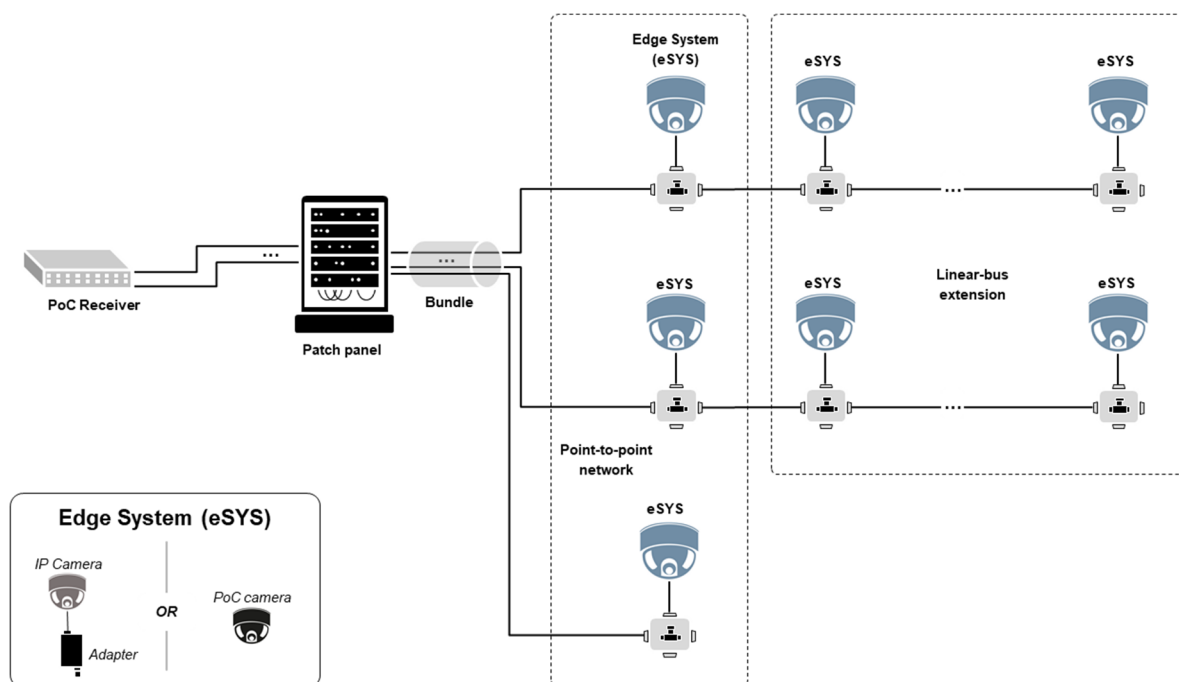 Edge System
(eSYS)
eSYS
eSYS
...
...
...
...
PoC Receiver
Bundle
Patch panel
eSYS
eSYS
eSYS
Linear-bus
extension
...
Point-to-point
network
eSYS
Edge System (eSYS)
IP Camera
OR
PoC camera
Adapter